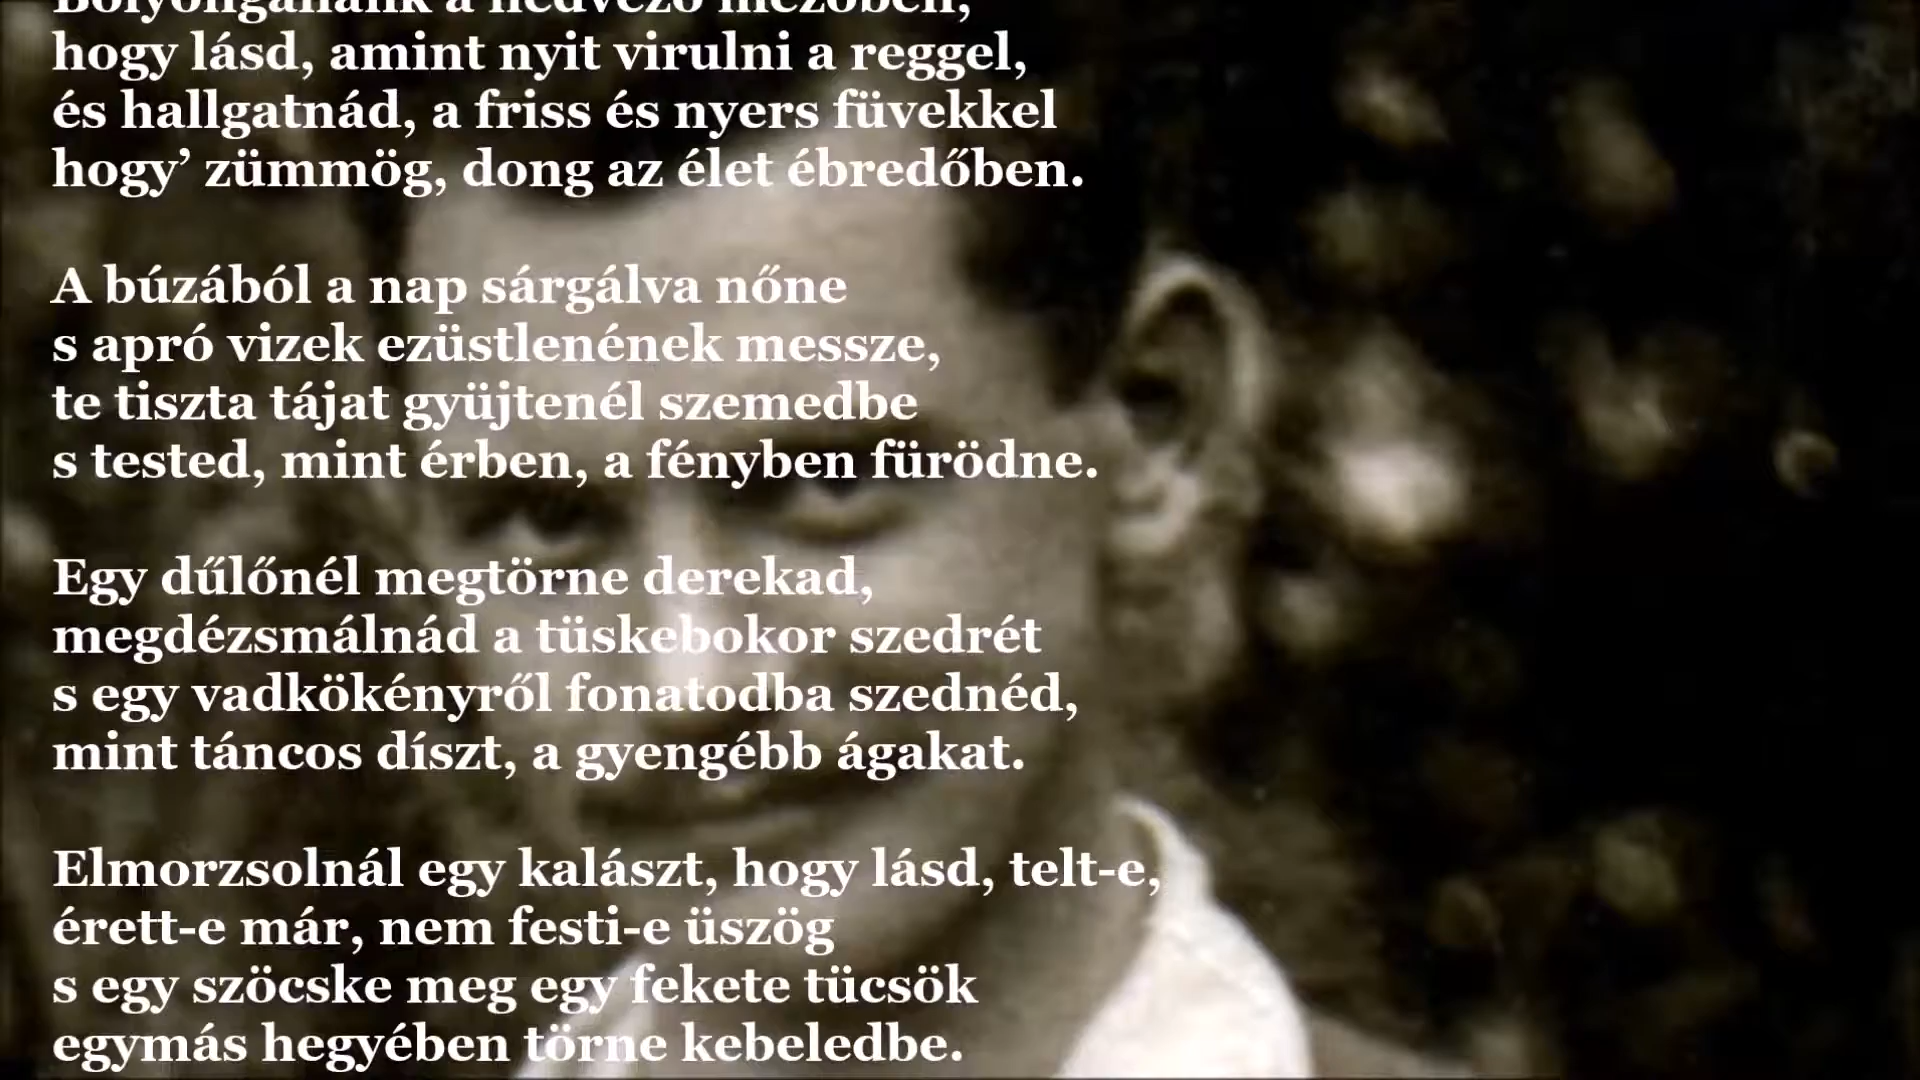 Bolyonganánk a nedvező mezőben,
hogy lásd, amint nyit virulni a reggel,
és hallgatnád, a friss és nyers füvekkel
hogy’ zümmög, dong az élet ébredőben.
A búzából a nap sárgálva nőne
s apró vizek ezüstlenének messze,
te tiszta tájat gyüjtenél szemedbe
s tested, mint érben, a fényben fürödne.
Egy dűlőnél megtörne derekad,
megdézsmálnád a tüskebokor szedrét
s egy vadkökényről fonatodba szednéd,
mint táncos díszt, a gyengébb ágakat.
Elmorzsolnál egy kalászt, hogy lásd, telt-e,
érett-e már, nem festi-e üszög
s egy szöcske meg egy fekete tücsök
egymás hegyében törne kebeledbe.